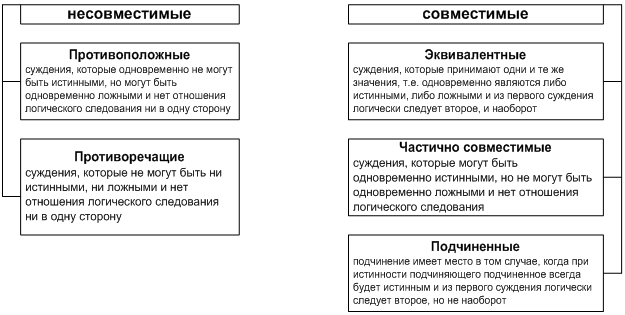 несовместимые
Противоположные
суждения, которые одновременно не могут
быть истинными, но могут быть
одновременно ложными и нет отношения
логического следования ни в одну сторону
Противоречащие
суждения, которые не могут быть ни
истинными, ни ложными и нет
отношения логического следования
ни в одну сторону
совместимые
Эквивалентные
суждения, которые принимают одни и те же
значения, т.е. одновременно являются либо
истинными, либо ложными и из первого суждения
логически следует второе, и наоборот
Частично совместимые
суждения, которые могут быть
одновременно истинными, но не могут быть
одновременно ложными и нет отношения
логического следования
Подчиненные
подчинение имеет место в том случае, когда при
истинности подчиняющего подчиненное всегда
будет истинным и из первого суждения логически
следует второе, но не наоборот